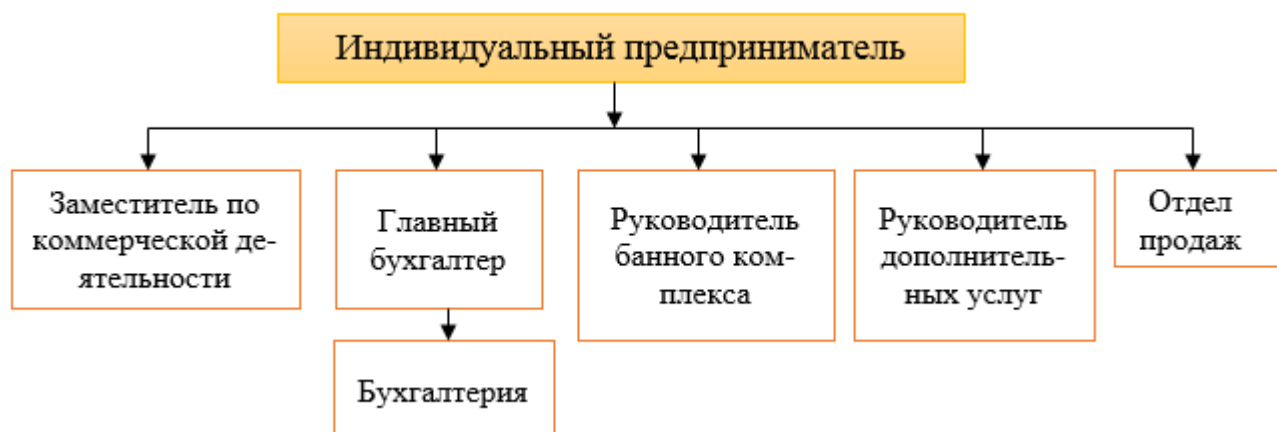 Индивидуальный предприниматель
Заместитель по
коммерческой де-
ятельности
Главный
бухгалтер
Руководитель
банного ком-
плекса
Руководитель
дополнитель-
ных услуг
Отдел
продаж
Бухгалтерия